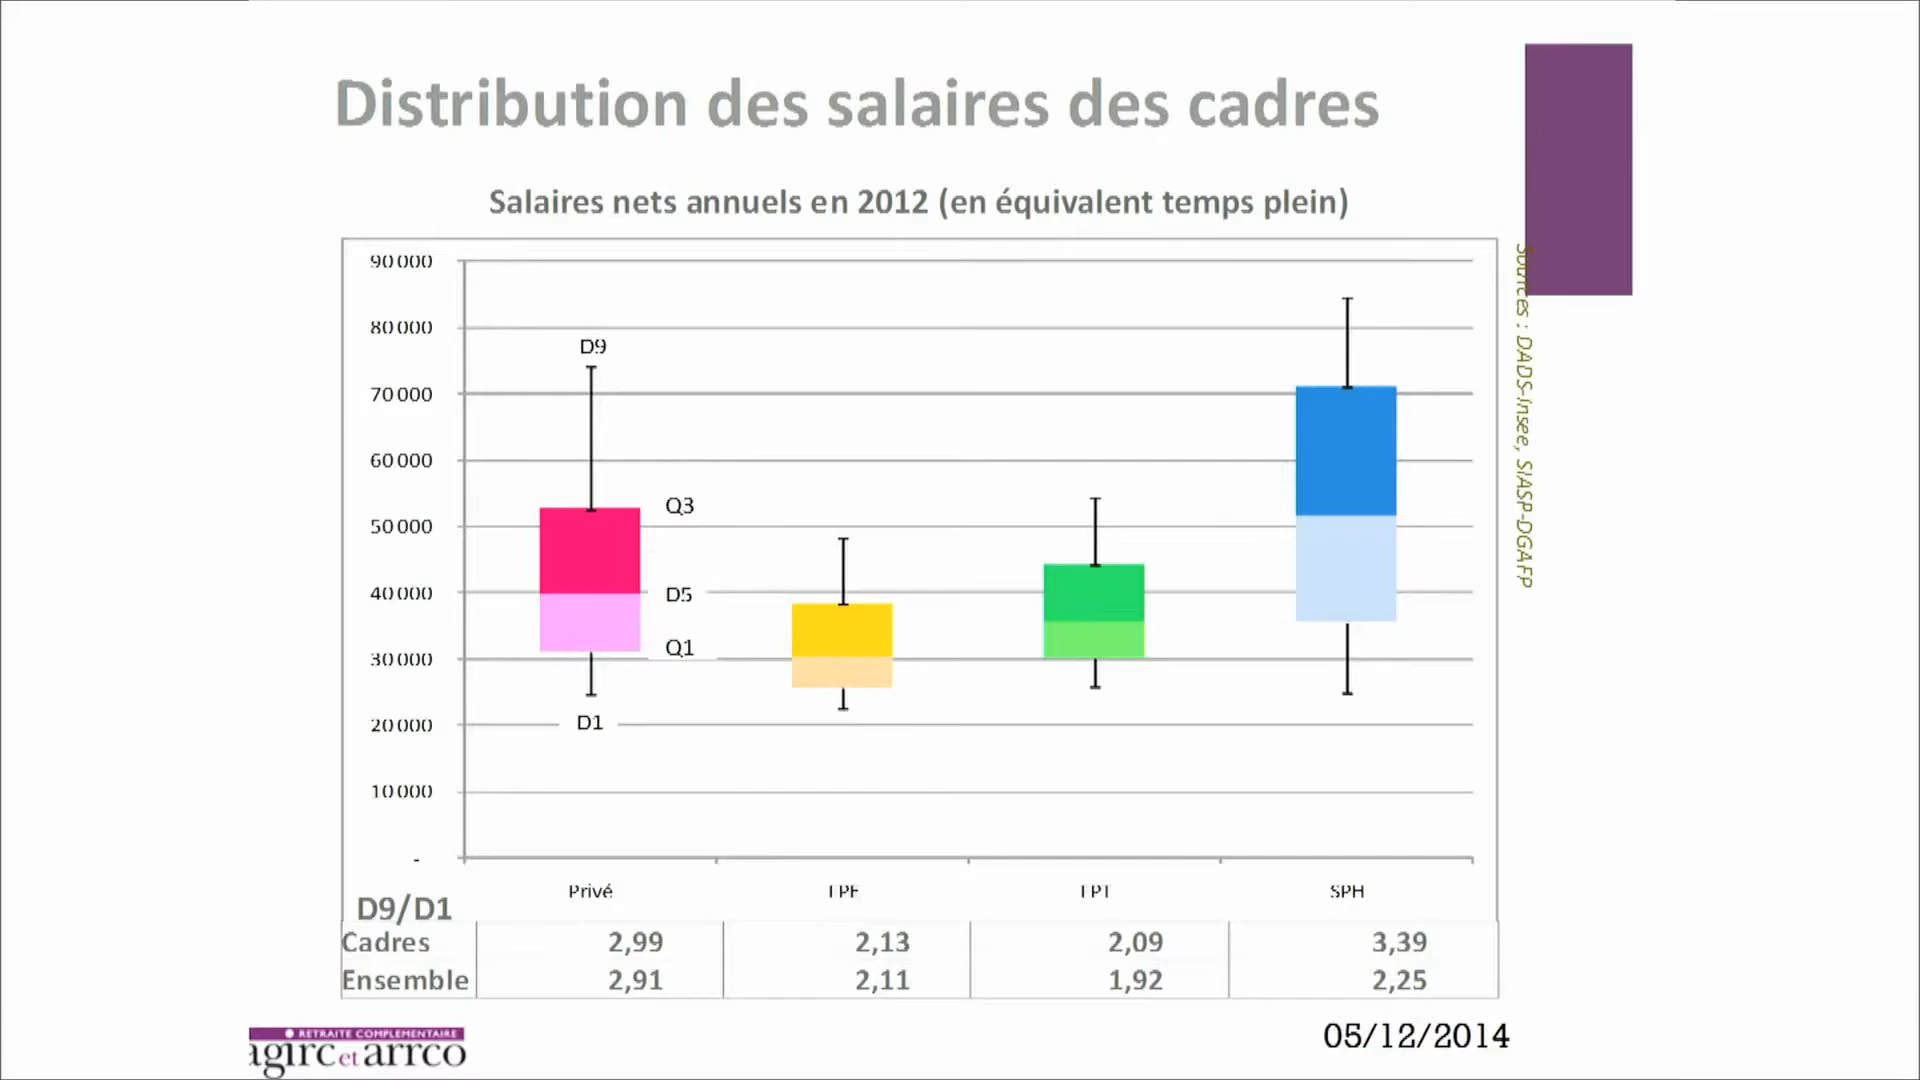 Distribution des salaires des cadres
Salaires nets annuels en 2012 (en équivalent temps plein)
90 000
80 000
70 000
60 000
50 000
40 000
30 000
20 000
10 000
-
D9
Q3
D5
Q1
D1
Privé
FPE
FPT
SPH
Sources : DADS-Insee, SIASP-DGAFP
D9/D1
Cadres 2,99 2,13 2,09 3,39
Ensemble 2,91 2,11 1,92 2,25
RETRAITE COMPLEMENTAIRE
agirc et arrco
05/12/2014